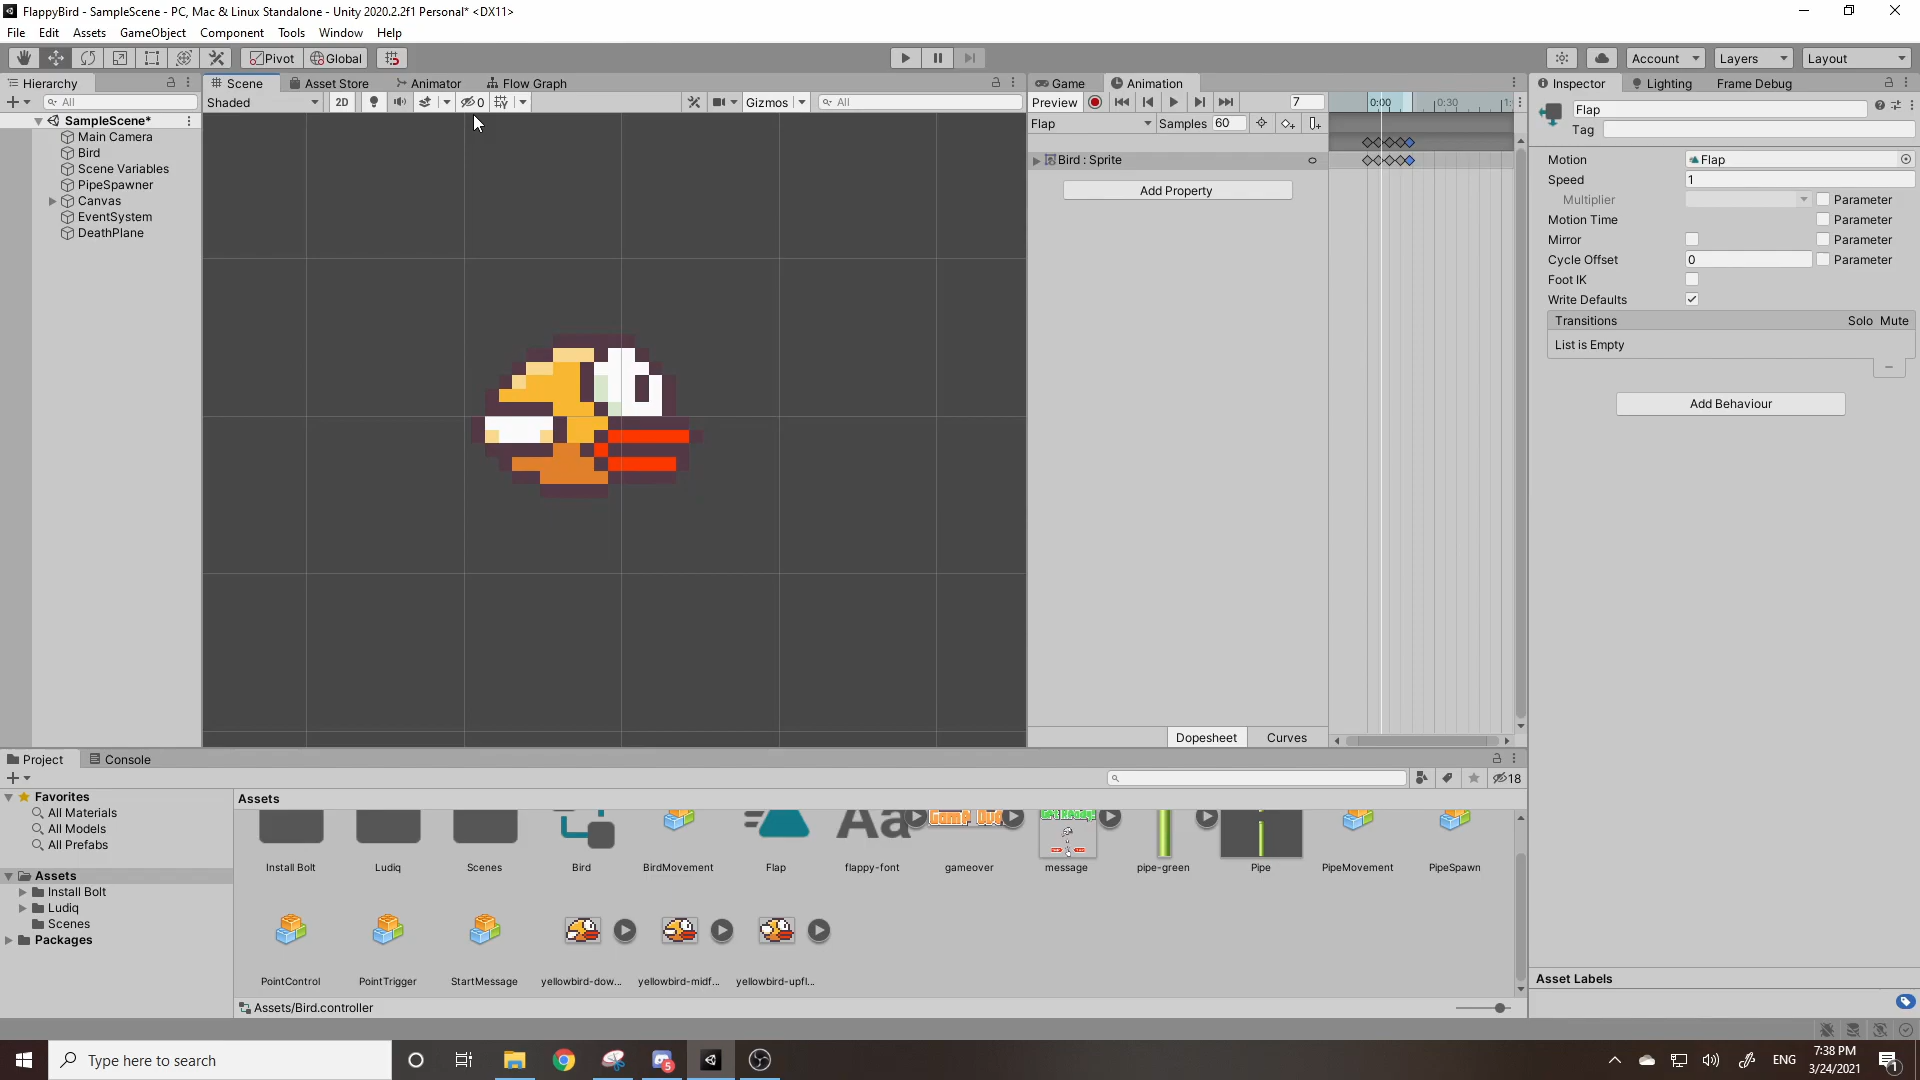 FlappyBird - SampleScene - PC, Mac & Linux Standalone - Unity 2020.2.2f1 Personal* <DX11>
File Edit Assets GameObject Component Tools Window Help
Pivot Global Account Layers Layout
Hierarchy Scene Asset Store Animator Flow Graph Game Animation Inspector Lighting Frame Debug
All Shaded 2D 0 Gizmos All Preview 7 0:00 0:30 1:
Flap
Tag
SampleScene*
Main Camera
Bird
Scene Variables
PipeSpawner
Canvas
EventSystem
DeathPlane
Flap Samples 60
Bird : Sprite
Add Property
Dopesheet Curves
Motion Flap
Speed 1
Multiplier Parameter
Motion Time Parameter
Mirror Parameter
Cycle Offset 0 Parameter
Foot IK
Write Defaults
Transitions Solo Mute
List is Empty
Add Behaviour
Asset Labels
Project Console
18
Favorites
All Materials
All Models
All Prefabs
Assets
Install Bolt
Ludiq
Scenes
Packages
Assets
Aa Game Over Get Ready!
Install Bolt Ludiq Scenes Bird BirdMovement Flap flappy-font gameover message pipe-green Pipe PipeMovement PipeSpawn
PointControl PointTrigger StartMessage yellowbird-dow... yellowbird-midf... yellowbird-upfl...
Assets/Bird.controller
Type here to search
5
ENG
7:38 PM
3/24/2021
1